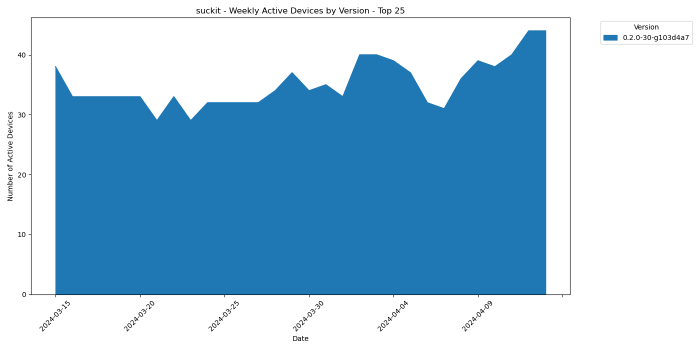 suckit - Weekly Active Devices by Version - Top 25
Version
0.2.0-30-g103d4a7
Number of Active Devices
40
30
20
10
0
2024-03-15
2024-03-20
2024-03-25
2024-03-30
2024-04-04
2024-04-09
Date